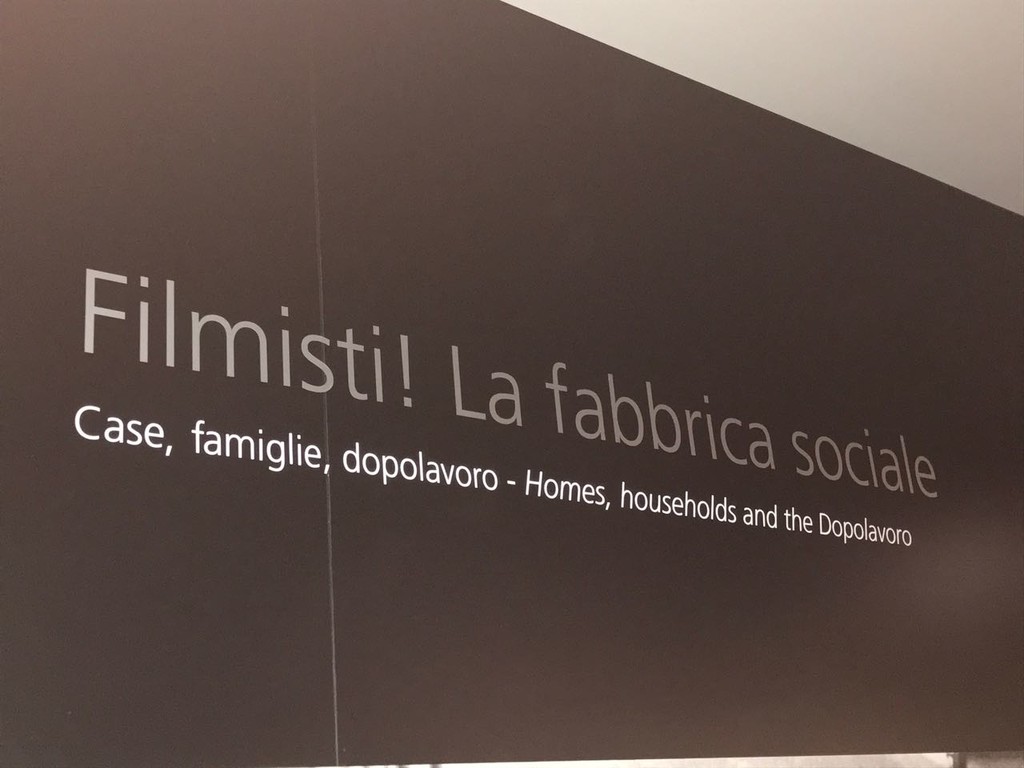 Filmisti! La fabbrica sociale
Case, famiglie, dopolavoro - Homes, households and the Dopolavoro